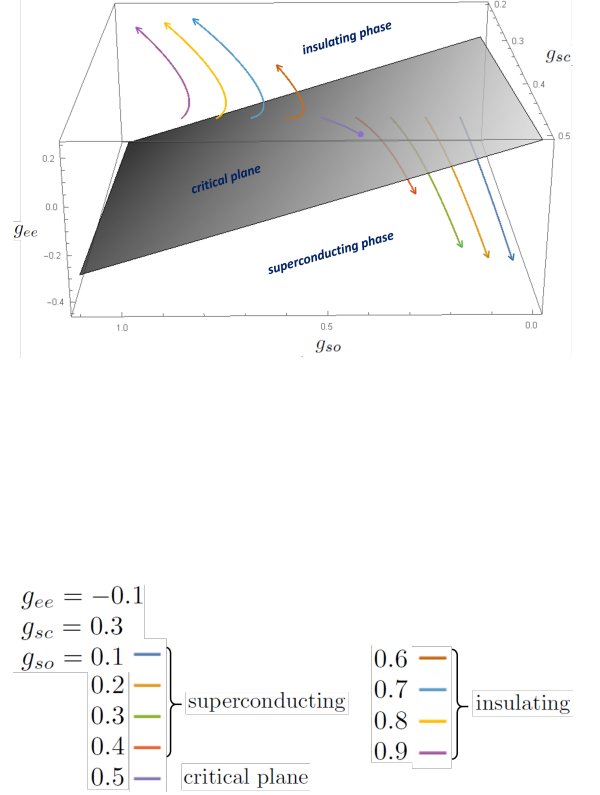 0.2
insulating phase
0.3
g_sc
0.4
0.5
0.2
critical plane
0.0
g_ee
-0.2
superconducting phase
-0.4
1.0 0.5 0.0
g_so
g_ee = −0.1
g_sc = 0.3
g_so = 0.1
0.2
0.3
0.4
superconducting
0.5 critical plane
0.6
0.7
0.8
0.9
insulating